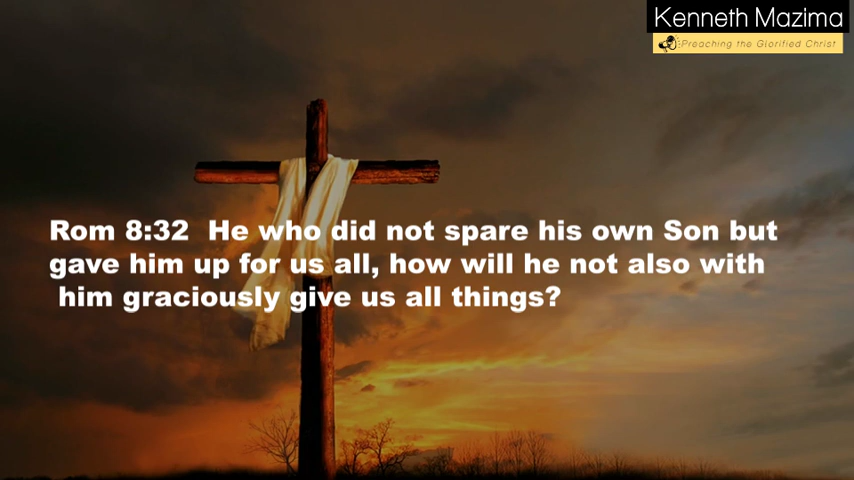 Kenneth Mazima
Preaching the Glorified Christ
Rom 8:32  He who did not spare his own Son but
gave him up for us all, how will he not also with
him graciously give us all things?